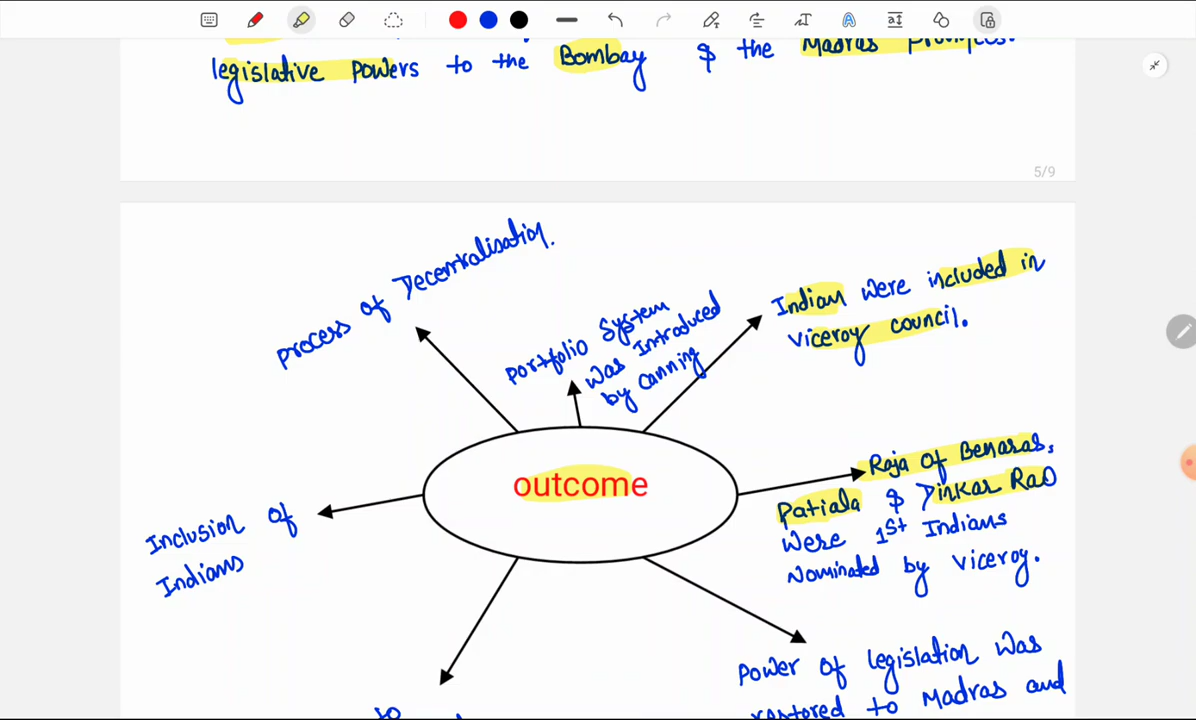 legislative powers to the Bombay & the Madras
5/9
process of Decentralisation.
Portfolio System
was Introduced
by canning
Indian were included in
viceroy council.
outcome
Raja of Benaras,
Patiala & Dinkar Rao
were 1st Indians
Nominated by viceroy.
Inclusion of
Indians
power of legislation was
restored to Madras and